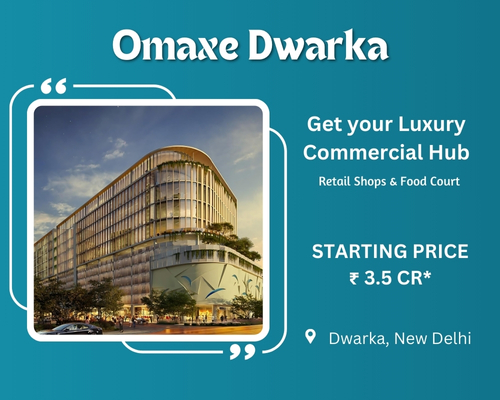 Omaxe Dwarka
Get your Luxury
Commercial Hub
Retail Shops & Food Court
STARTING PRICE
₹ 3.5 CR*
Dwarka, New Delhi